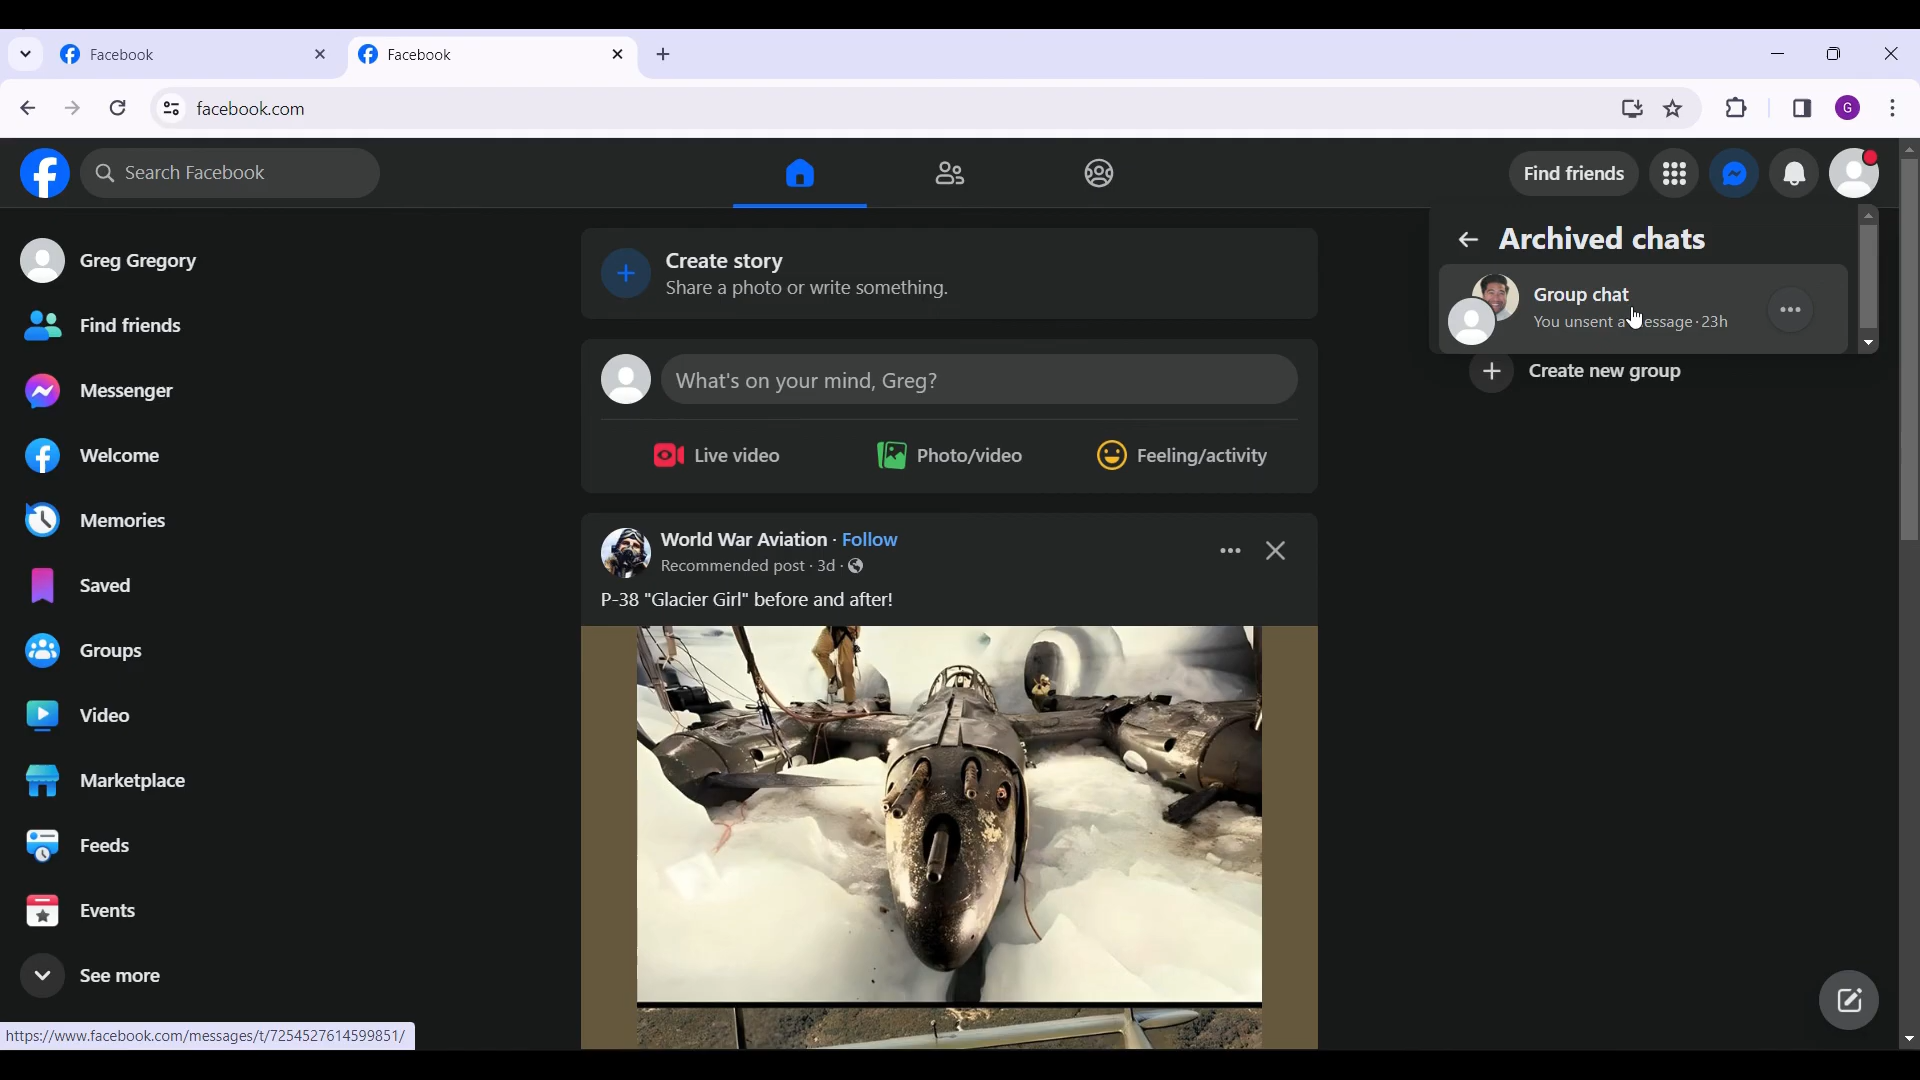 Facebook
Facebook
facebook.com
G
Search Facebook
Find friends
Greg Gregory
Find friends
Messenger
Welcome
Memories
Saved
Groups
Video
Marketplace
Feeds
Events
See more
Create story
Share a photo or write something.
What's on your mind, Greg?
Live video
Photo/video
Feeling/activity
World War Aviation · Follow
Recommended post · 3d ·
P-38 "Glacier Girl" before and after!
Archived chats
Group chat
You unsent a · 23h
Create new group
https://www.facebook.com/messages/t/7254527614599851/